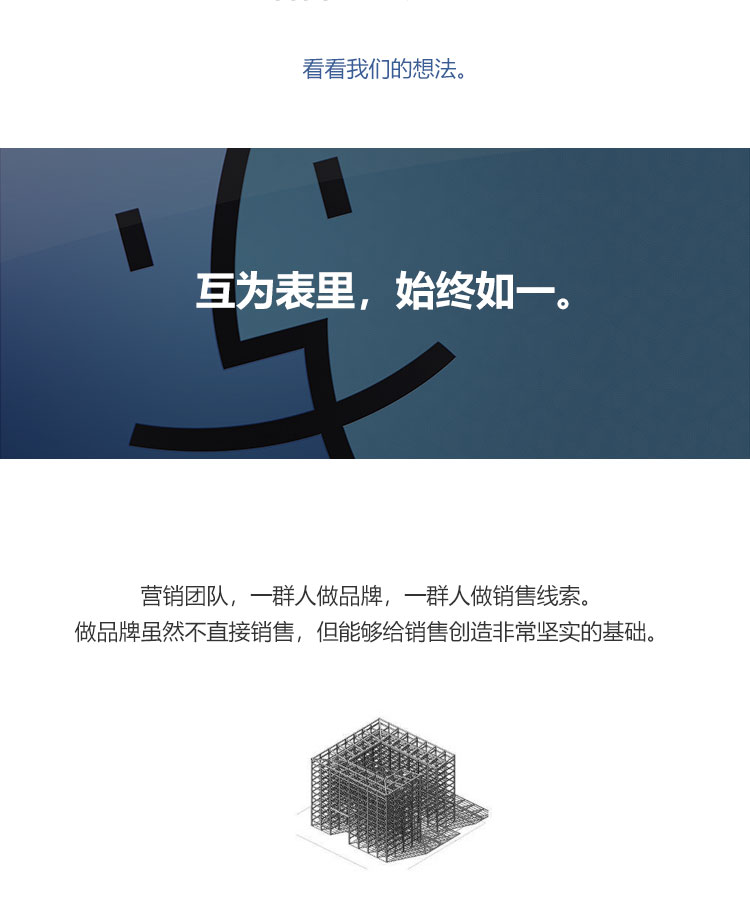 看看我们的想法。
互为表里，始终如一。
营销团队，一群人做品牌，一群人做销售线索。
做品牌虽然不直接销售，但能够给销售创造非常坚实的基础。